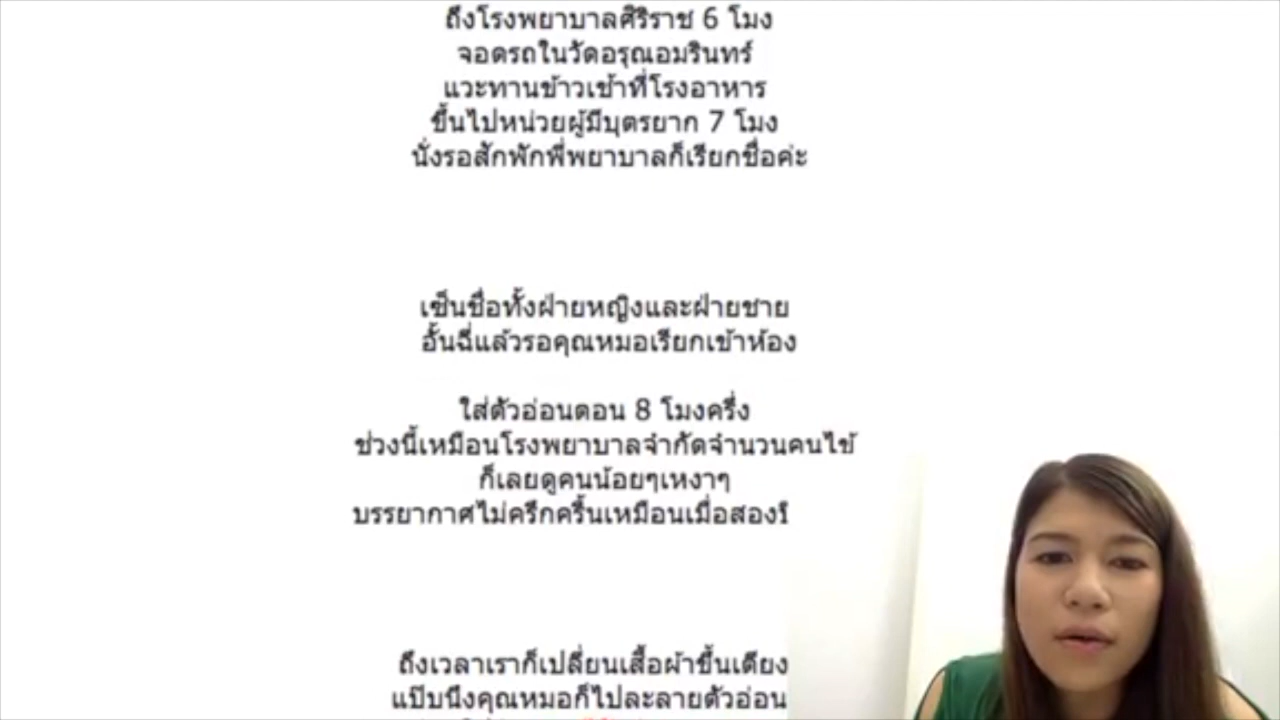 ถึงโรงพยาบาลศิริราช 6 โมง
จอดรถในวัดอรุณอมรินทร์
แวะทานข้าวเช้าที่โรงอาหาร
ขึ้นไปหน่วยผู้มีบุตรยาก 7 โมง
นั่งรอสักพักพี่พยาบาลก็เรียกชื่อค่ะ
เซ็นชื่อทั้งฝ่ายหญิงและฝ่ายชาย
อั้นฉี่แล้วรอคุณหมอเรียกเข้าห้อง
ใส่ตัวอ่อนตอน 8 โมงครึ่ง
ช่วงนี้เหมือนโรงพยาบาลจำกัดจำนวนคนไข้
ก็เลยดูคนน้อยๆเหงาๆ
บรรยากาศไม่ครึกครื้นเหมือนเมื่อสอง
ถึงเวลาเราก็เปลี่ยนเสื้อผ้าขึ้นเตียง
แป๊บนึงคุณหมอก็ไปละลายตัวอ่อน